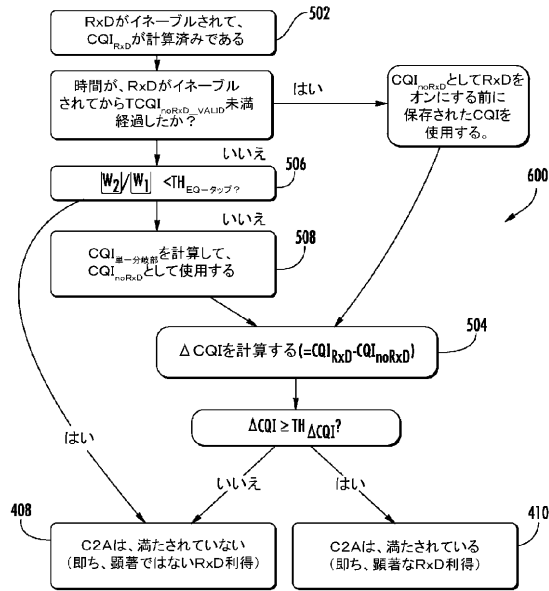 RxDがイネーブルされて、
CQIRxDが計算済みである
502
時間が、RxDがイネーブル
されてからTCQInoRxD_VALID未満
経過したか?
はい
CQInoRxDとしてRxDを
オンにする前に
保存されたCQIを
使用する。
いいえ
|W2|/|W1| <THEQータップ?
506
600
いいえ
CQI単一分岐部を計算して、
CQInoRxDとして使用する
508
ΔCQIを計算する(=CQIRxD-CQInoRxD)
504
ΔCQI≥THΔCQI?
はい
いいえ
はい
408
C2Aは、満たされていない
(即ち、顕著ではないRxD利得)
C2Aは、満たされている
(即ち、顕著なRxD利得)
410